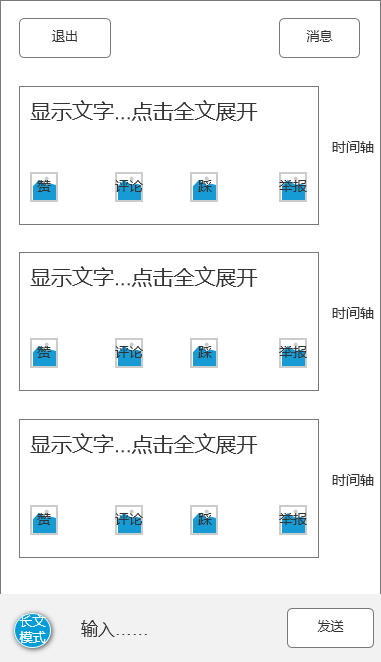 退出
消息
显示文字...点击全文展开
时间轴
赞
评论
踩
举报
显示文字...点击全文展开
时间轴
赞
评论
踩
举报
显示文字...点击全文展开
时间轴
赞
评论
踩
举报
长文
模式
输入……
发送